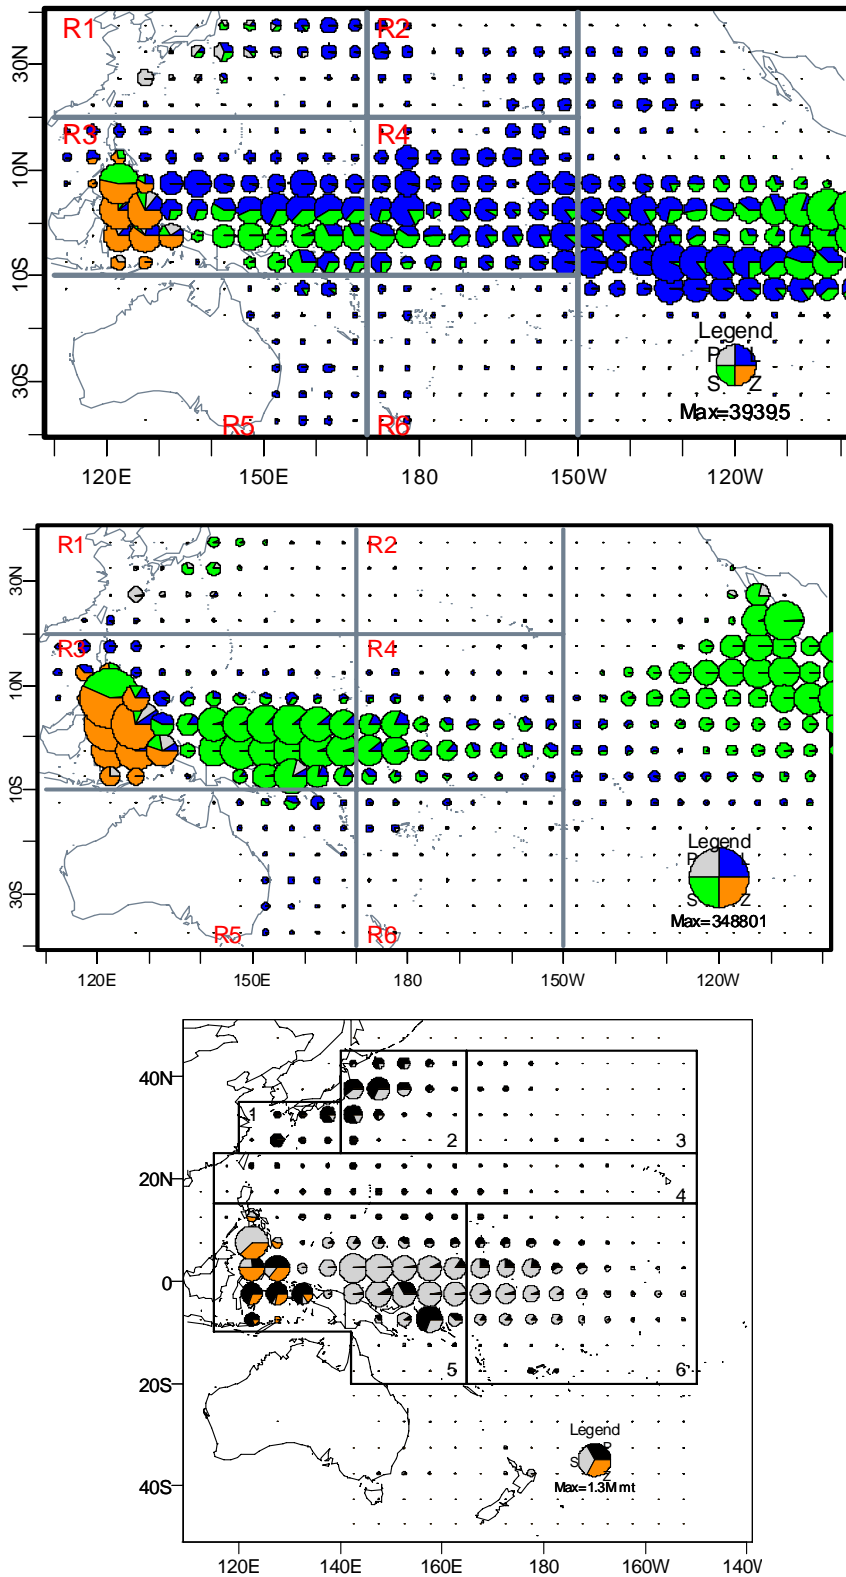 R1
R2
30N
R3
R4
10N
10S
Legend
P L
S Z
30S
Max=39395
R5
R6
120E 150E 180 150W 120W
R1
R2
30N
R3
R4
10N
10S
Legend
P L
S Z
30S
Max=348801
R5
R6
120E 150E 180 150W 120W
40N
1
2
3
20N
4
0
5
6
20S
Legend
P
S
Z
Max=1.3M mt
40S
120E 140E 160E 180 160W 140W